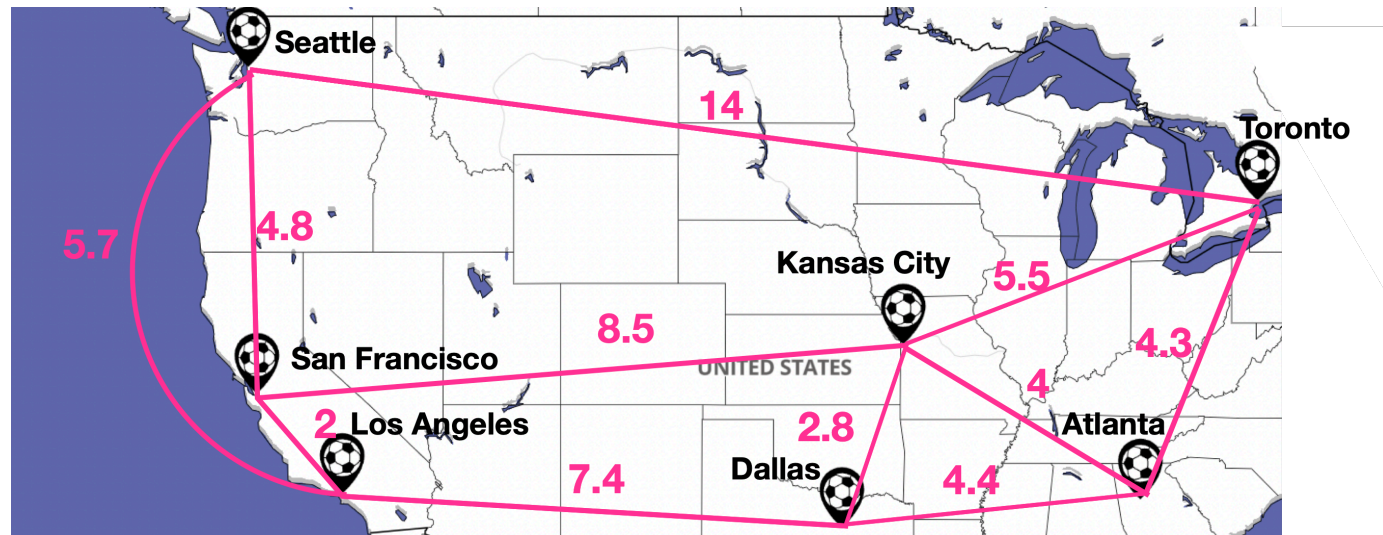 Seattle
14
Toronto
5.7
4.8
Kansas City
5.5
8.5
4.3
San Francisco
UNITED STATES
4
2
Los Angeles
2.8
Atlanta
Dallas
7.4
4.4